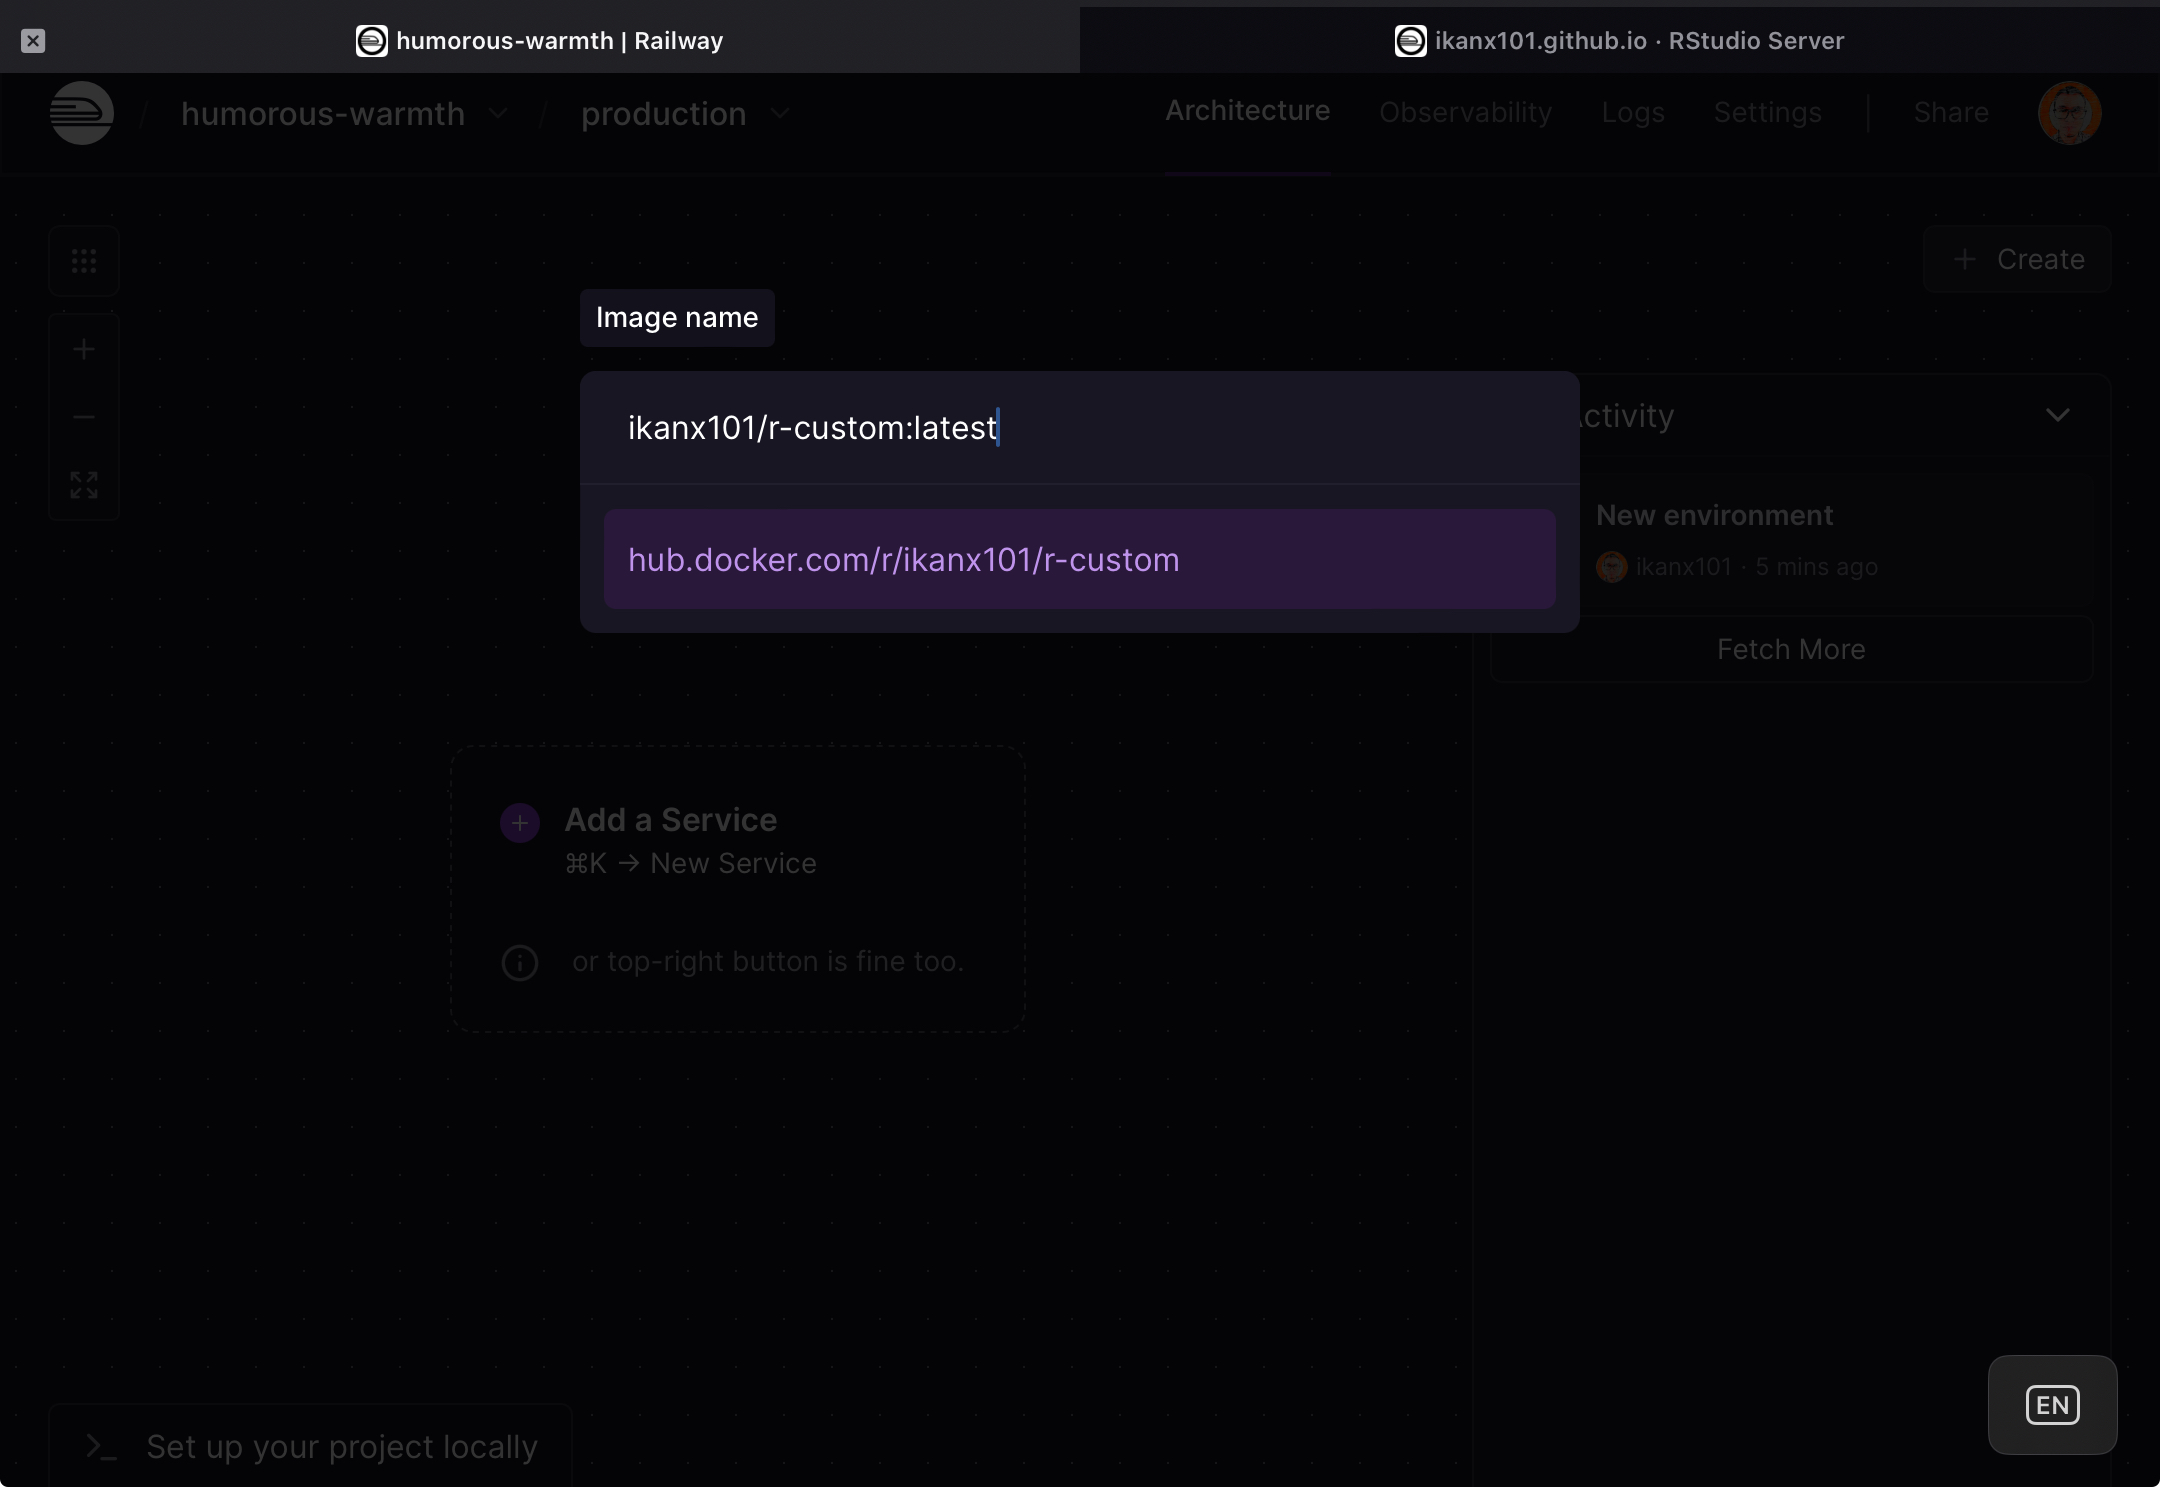 humorous-warmth | Railway
ikanx101.github.io · RStudio Server
/ humorous-warmth / production
Architecture Observability Logs Settings | Share
+ Create
Image name
ikanx101/r-custom:latest
hub.docker.com/r/ikanx101/r-custom
ctivity
New environment
ikanx101 · 5 mins ago
Fetch More
Add a Service
⌘K → New Service
or top-right button is fine too.
>_ Set up your project locally
EN